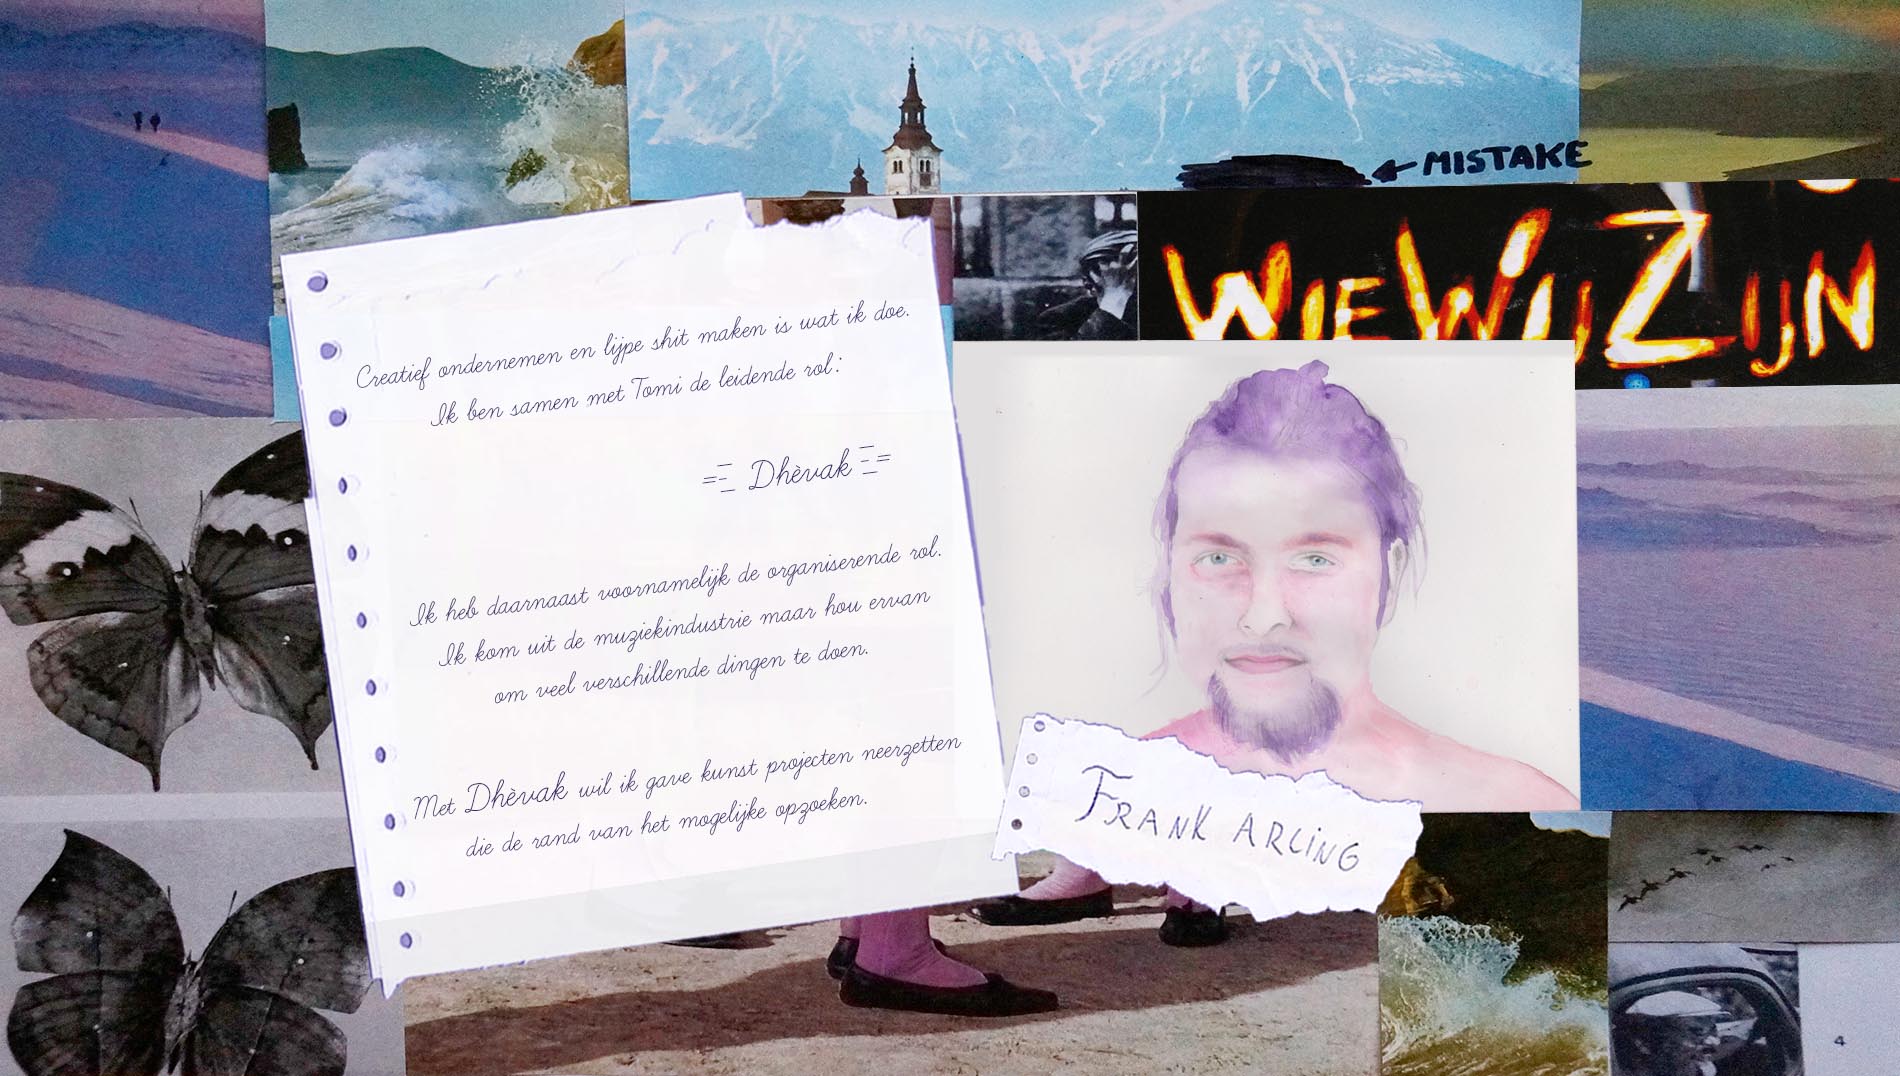 ← MISTAKE
WIE WIJ ZIJN
Creatief ondernemen en lijpe shit maken is wat ik doe.
Ik ben samen met Tomi de leidende rol:
Dhèvak
Ik heb daarnaast voornamelijk de organiserende rol.
Ik kom uit de muziekindustrie maar hou ervan
om veel verschillende dingen te doen.
Met Dhèvak wil ik gave kunst projecten neerzetten
die de rand van het mogelijke opzoeken.
FRANK ARLING
4